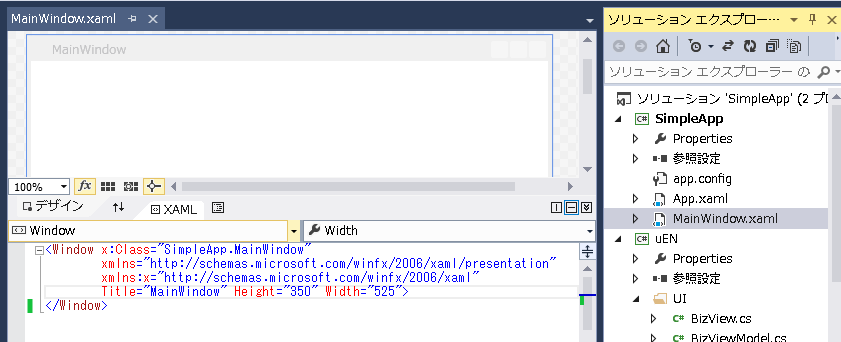 MainWindow.xaml
MainWindow
100%
fx
デザイン
XAML
Window
Width
<Window x:Class="SimpleApp.MainWindow"
xmlns="http://schemas.microsoft.com/winfx/2006/xaml/presentation"
xmlns:x="http://schemas.microsoft.com/winfx/2006/xaml"
Title="MainWindow" Height="350" Width="525">
</Window>
ソリューション エクスプロー...
ソリューション エクスプローラー の
ソリューション 'SimpleApp' (2 プロ
C# SimpleApp
Properties
参照設定
app.config
App.xaml
MainWindow.xaml
C# uEN
Properties
参照設定
UI
C# BizView.cs
C# BizViewModel.cs